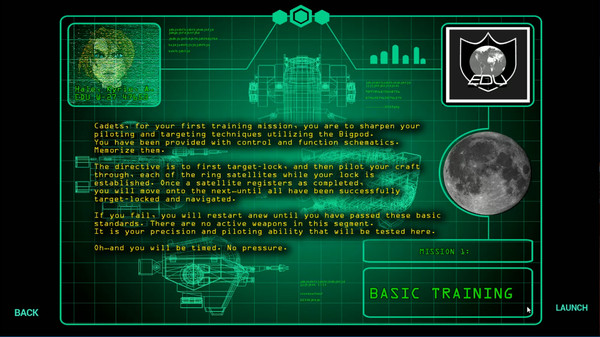 EDU
Cadets, for your first training mission, you are to sharpen your
piloting and targeting techniques utilizing the Bigpod.
You have been provided with control and function schematics.
Memorize them.
The directive is to first target-lock, and then pilot your craft
through, each of the ring satellites while your lock is
established. Once a satellite registers as completed,
you will move onto the next—until all have been successfully
target-locked and navigated.
If you fail, you will restart anew until you have passed these basic
standards. There are no active weapons in this segment.
It is your precision and piloting ability that will be tested here.
Oh—and you will be timed. No pressure.
MISSION 1:
BASIC TRAINING
BACK
LAUNCH